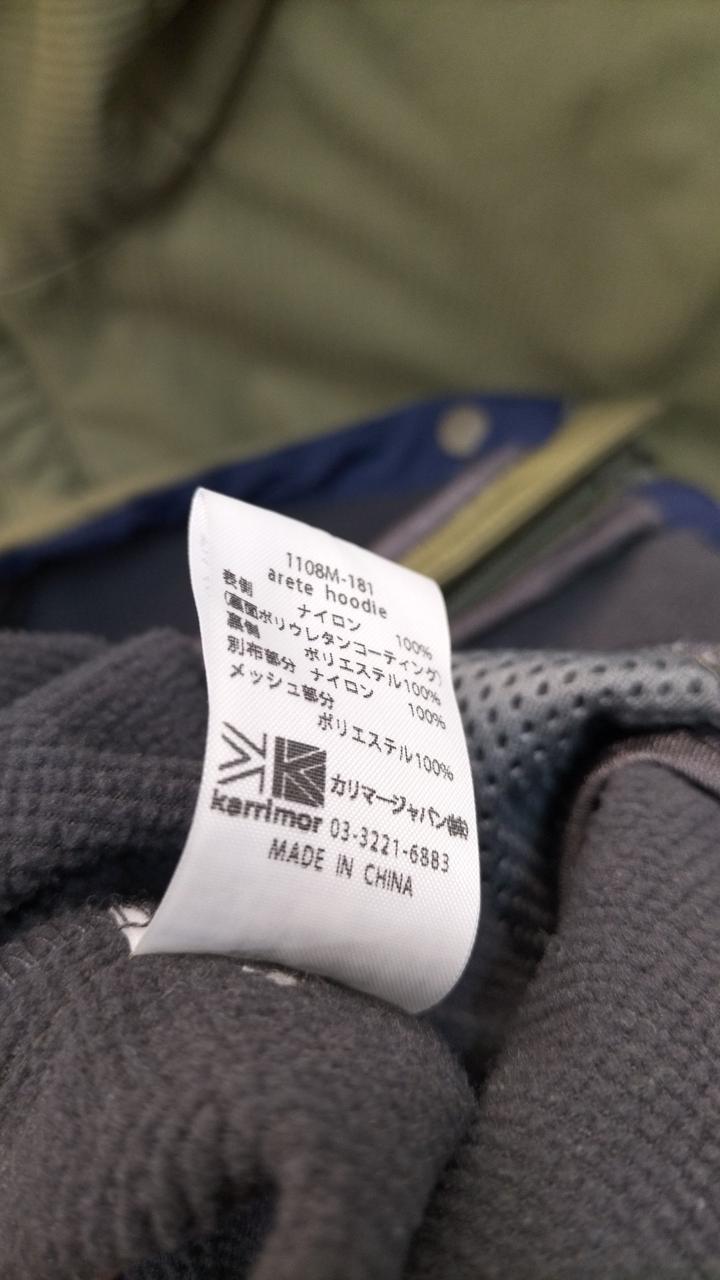 1108M-181
arete hoodie
表側 ナイロン 100%
(裏面ポリウレタンコーティング)
裏側 ポリエステル100%
別布部分 ナイロン 100%
メッシュ部分
ポリエステル100%
karrimor カリマージャパン(株)
03-3221-6883
MADE IN CHINA